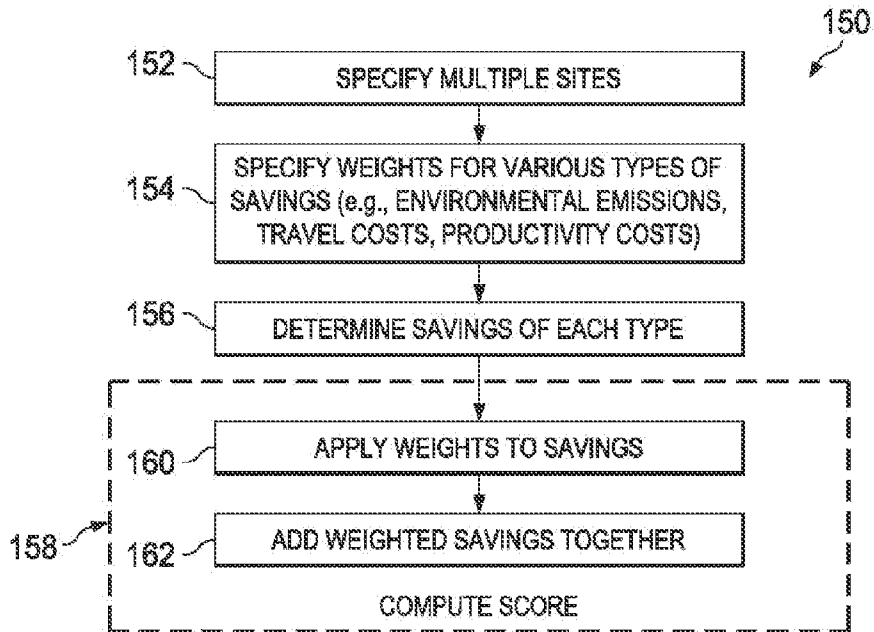 150
152
SPECIFY MULTIPLE SITES
154
SPECIFY WEIGHTS FOR VARIOUS TYPES OF
SAVINGS (e.g., ENVIRONMENTAL EMISSIONS,
TRAVEL COSTS, PRODUCTIVITY COSTS)
156
DETERMINE SAVINGS OF EACH TYPE
158
160
APPLY WEIGHTS TO SAVINGS
162
ADD WEIGHTED SAVINGS TOGETHER
COMPUTE SCORE